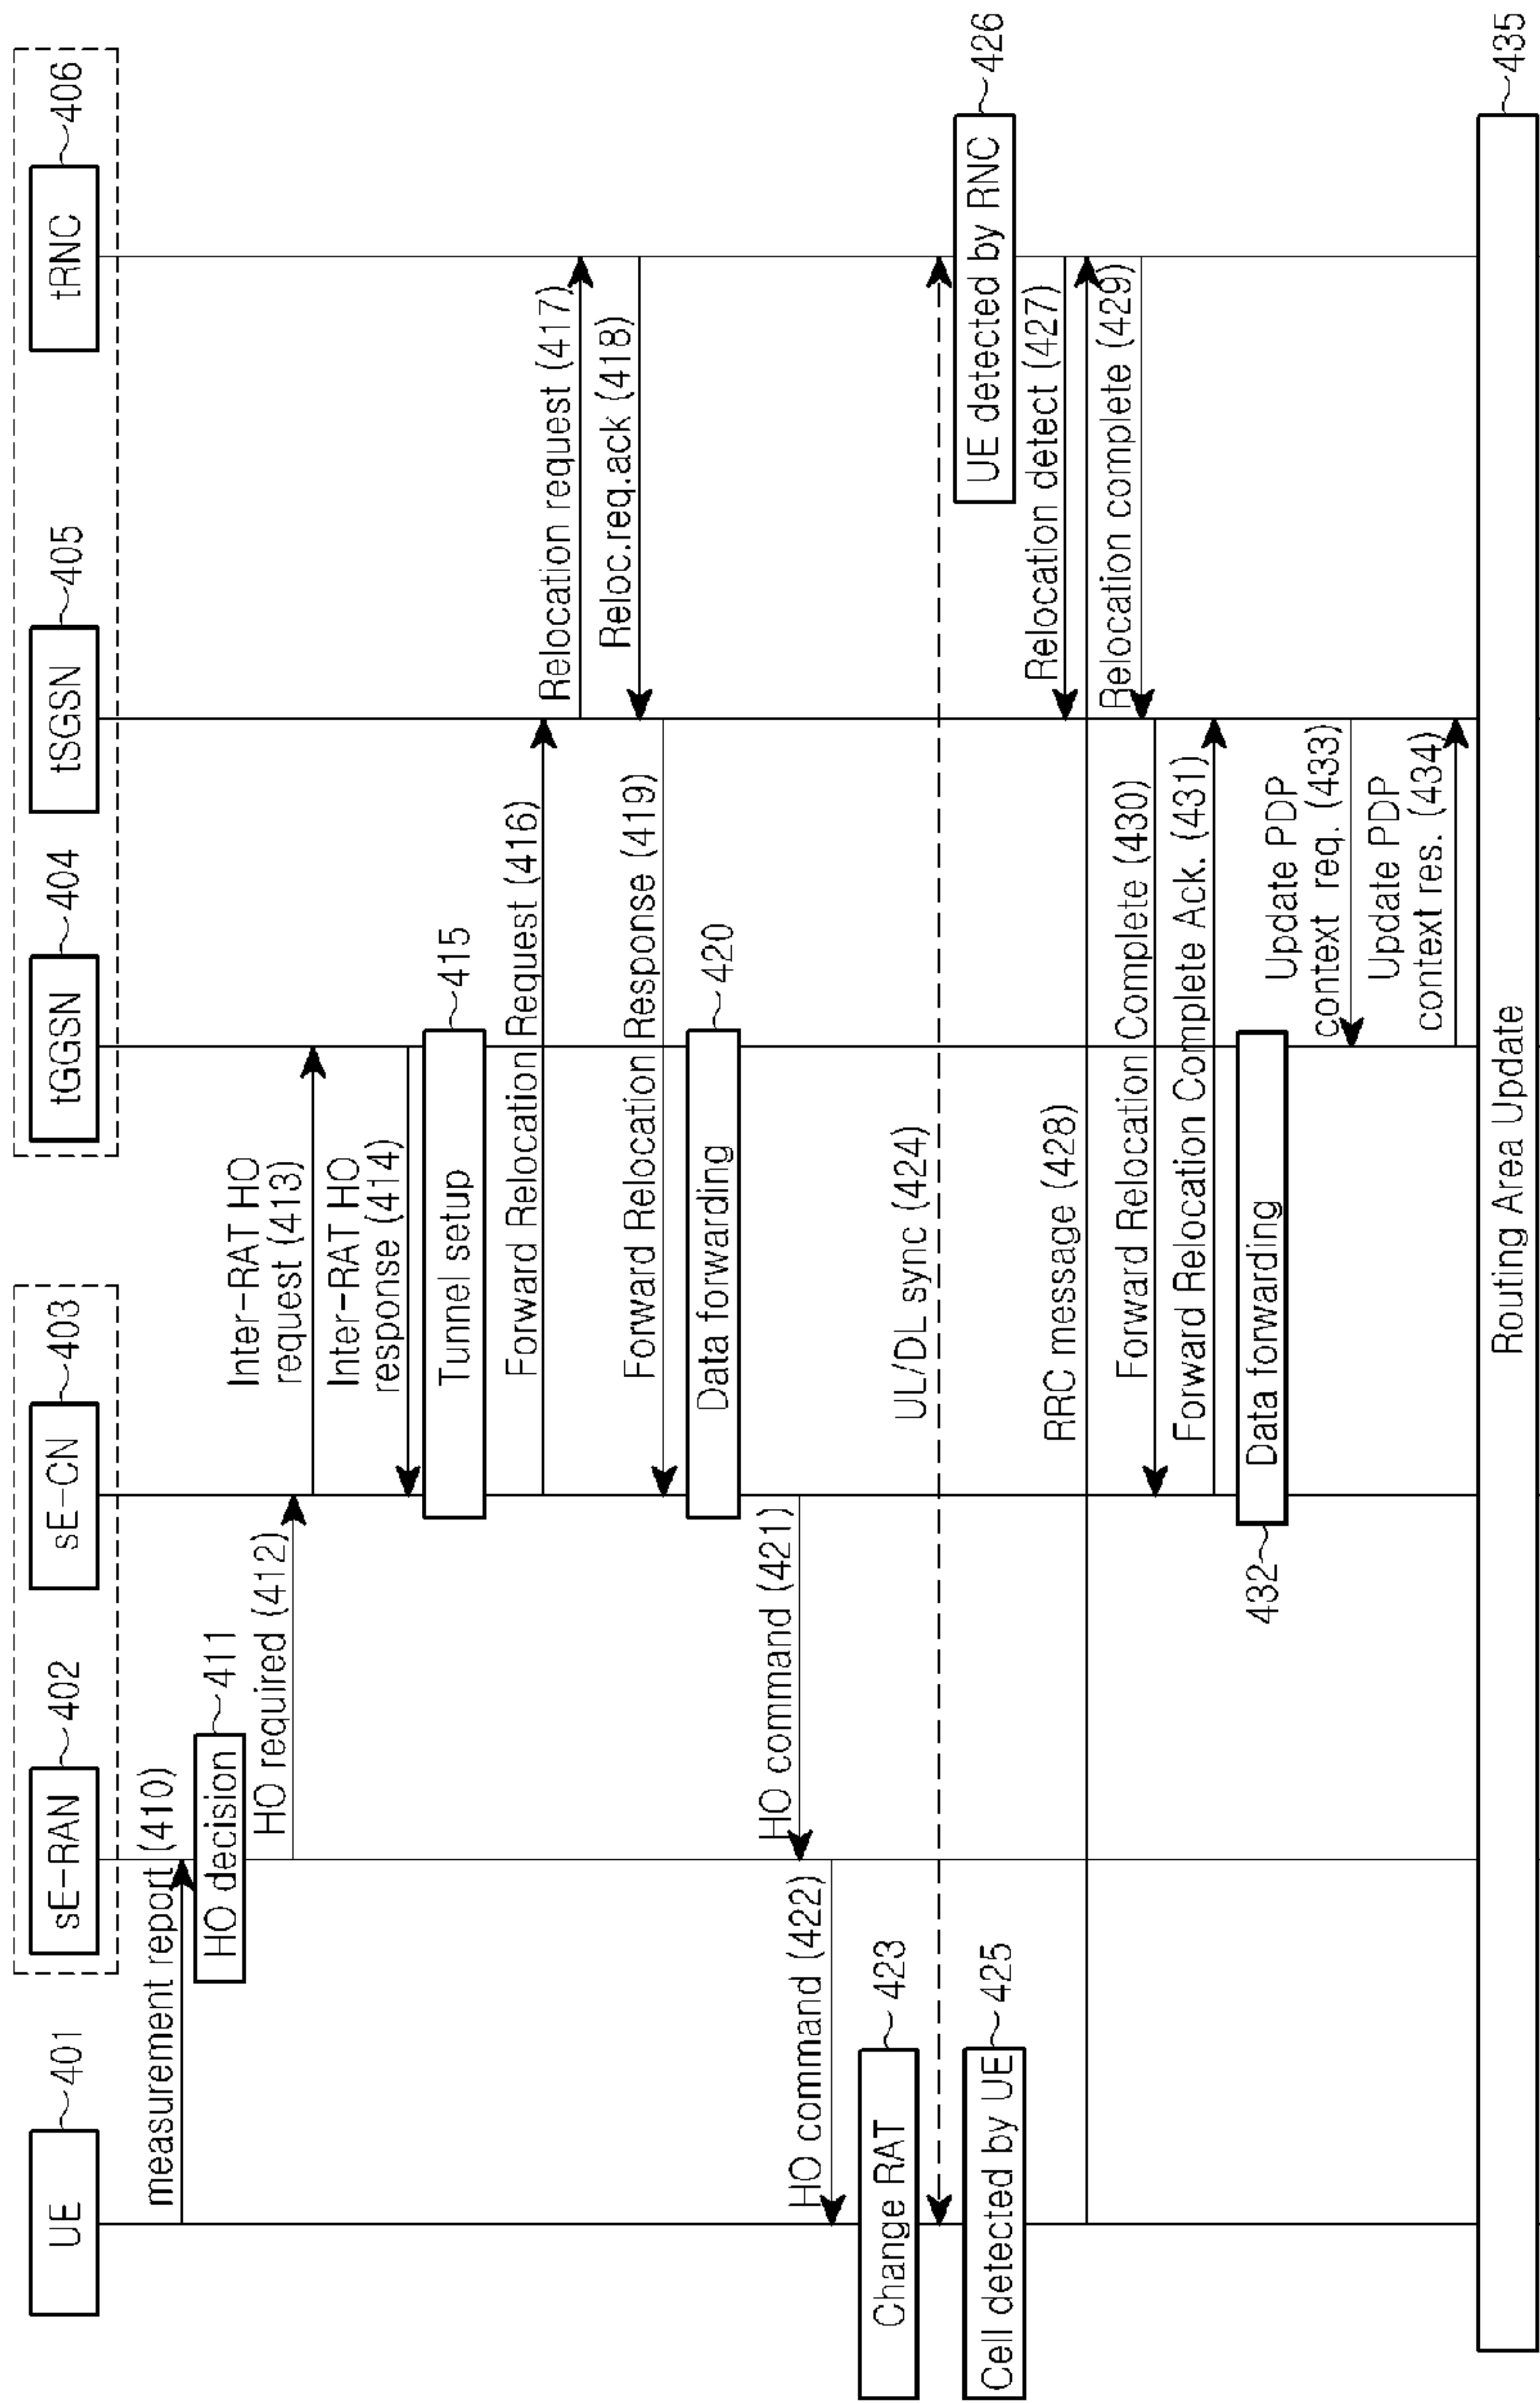 UE
401
sE-RAN
402
sE-CN
403
tGGSN
404
tSGSN
405
tRNC
406
measurement report (410)
HO decision
411
HO required (412)
Inter-RAT HO
request (413)
Inter-RAT HO
response (414)
Tunnel setup
415
Forward Relocation Request (416)
Relocation request (417)
Reloc.req.ack (418)
Forward Relocation Response (419)
Data forwarding
420
HO command (421)
HO command (422)
Change RAT
423
UL/DL sync (424)
Cell detected by UE
425
UE detected by RNC
426
Relocation detect (427)
RRC message (428)
Relocation complete (429)
Forward Relocation Complete (430)
Forward Relocation Complete Ack. (431)
Data forwarding
432
Update PDP
context req. (433)
Update PDP
context res. (434)
Routing Area Update
435